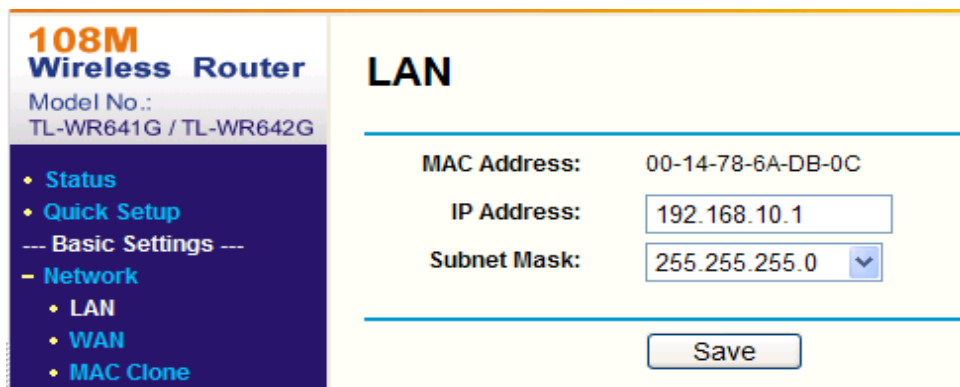 108M
Wireless Router
Model No.:
TL-WR641G / TL-WR642G
• Status
• Quick Setup
--- Basic Settings ---
– Network
• LAN
• WAN
• MAC Clone
LAN
MAC Address: 00-14-78-6A-DB-0C
IP Address: 192.168.10.1
Subnet Mask: 255.255.255.0
Save